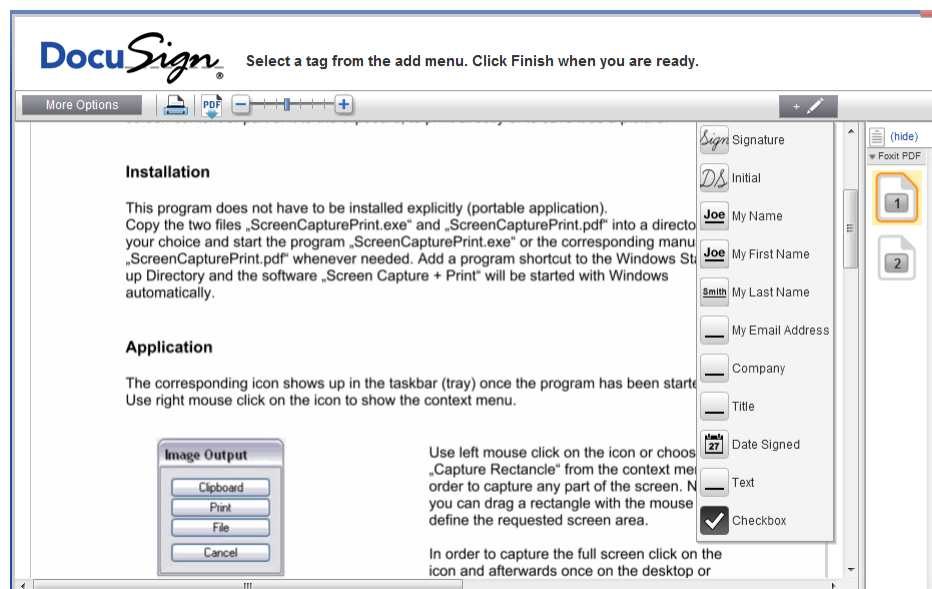 DocuSign®
Select a tag from the add menu. Click Finish when you are ready.
More Options
PDF
+
Installation
This program does not have to be installed explicitly (portable application).
Copy the two files „ScreenCapturePrint.exe“ and „ScreenCapturePrint.pdf“ into a directo
your choice and start the program „ScreenCapturePrint.exe“ or the corresponding manu
„ScreenCapturePrint.pdf“ whenever needed. Add a program shortcut to the Windows Sta
up Directory and the software „Screen Capture + Print“ will be started with Windows
automatically.
Application
The corresponding icon shows up in the taskbar (tray) once the program has been starte
Use right mouse click on the icon to show the context menu.
Image Output
Clipboard
Print
File
Cancel
Use left mouse click on the icon or choos
„Capture Rectangle“ from the context me
order to capture any part of the screen. N
you can drag a rectangle with the mouse
define the requested screen area.
In order to capture the full screen click on the
icon and afterwards once on the desktop or
Sign Signature
DS Initial
Joe My Name
Joe My First Name
Smith My Last Name
My Email Address
Company
Title
27 Date Signed
Text
Checkbox
(hide)
Foxit PDF
1
2